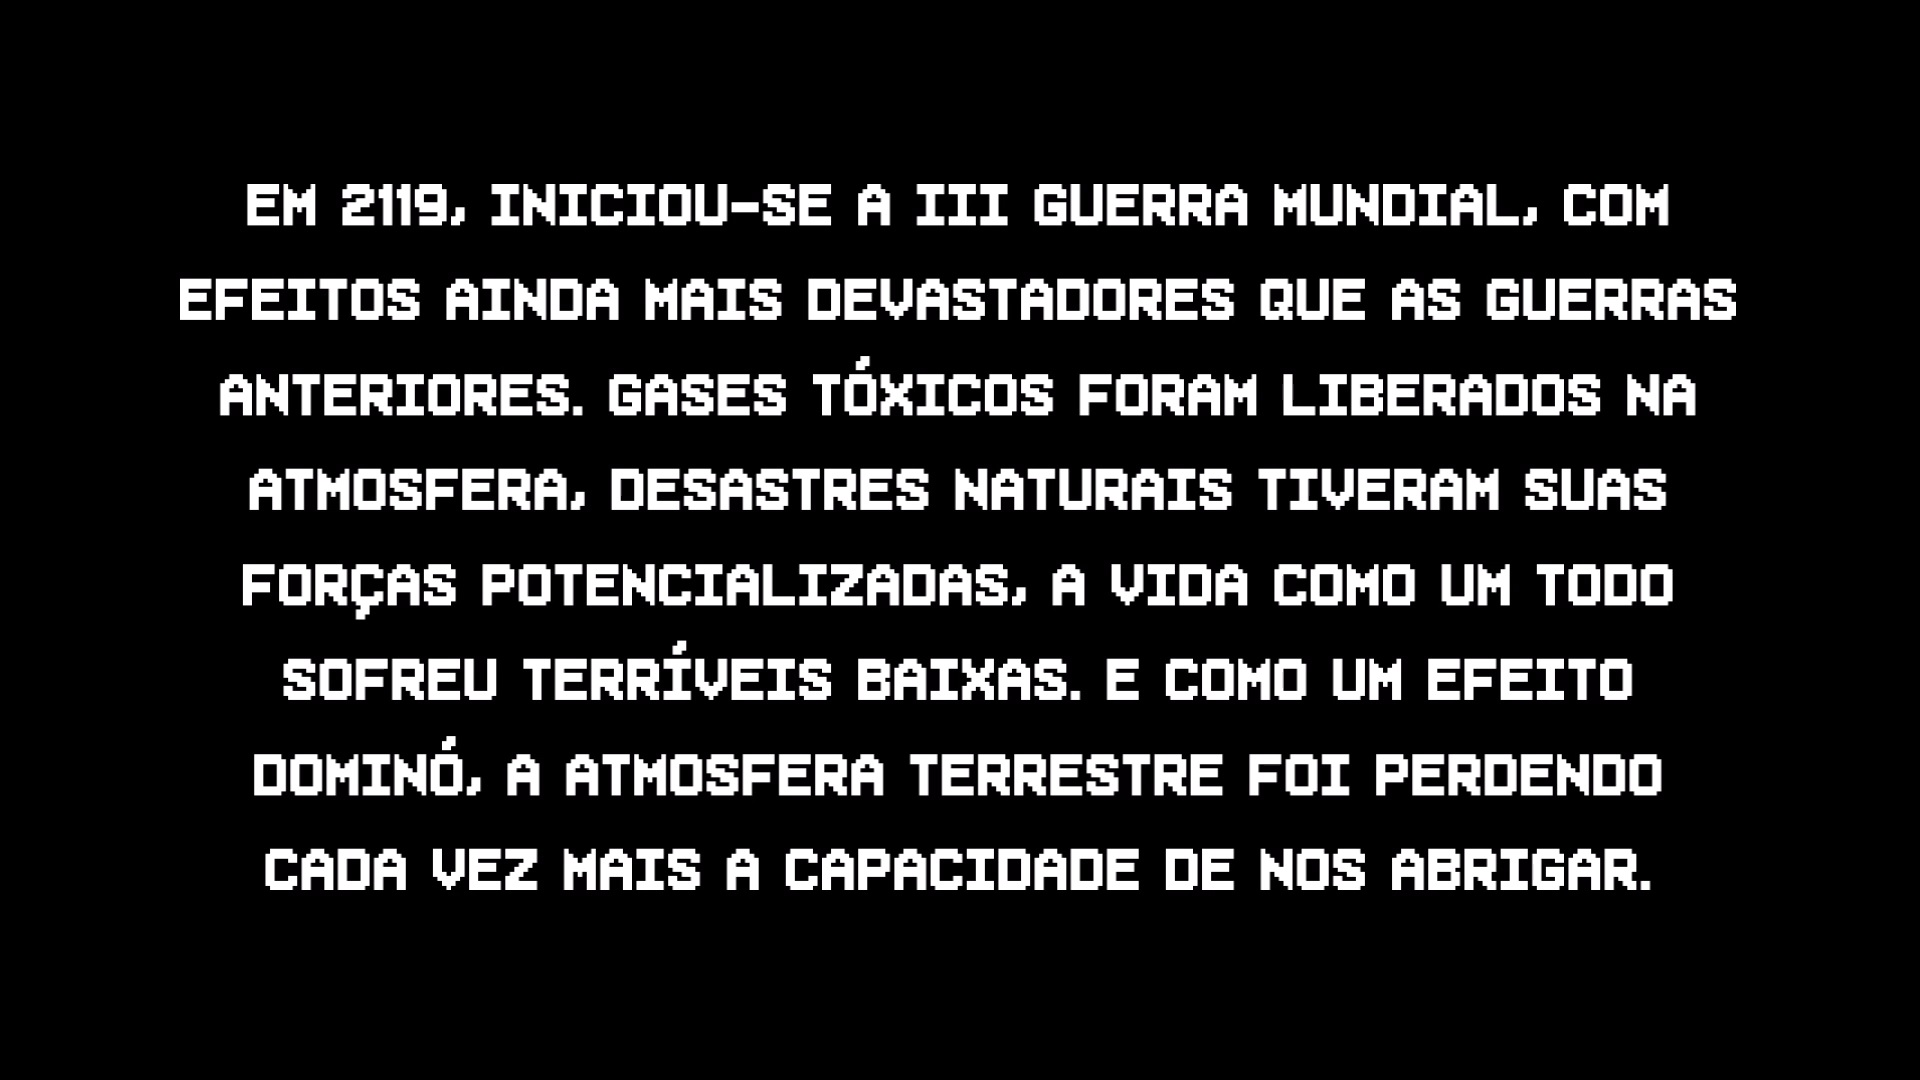 EM 2119, INICIOU-SE A III GUERRA MUNDIAL, COM
EFEITOS AINDA MAIS DEVASTADORES QUE AS GUERRAS
ANTERIORES. GASES TÓXICOS FORAM LIBERADOS NA
ATMOSFERA, DESASTRES NATURAIS TIVERAM SUAS
FORÇAS POTENCIALIZADAS, A VIDA COMO UM TODO
SOFREU TERRÍVEIS BAIXAS. E COMO UM EFEITO
DOMINÓ, A ATMOSFERA TERRESTRE FOI PERDENDO
CADA VEZ MAIS A CAPACIDADE DE NOS ABRIGAR.